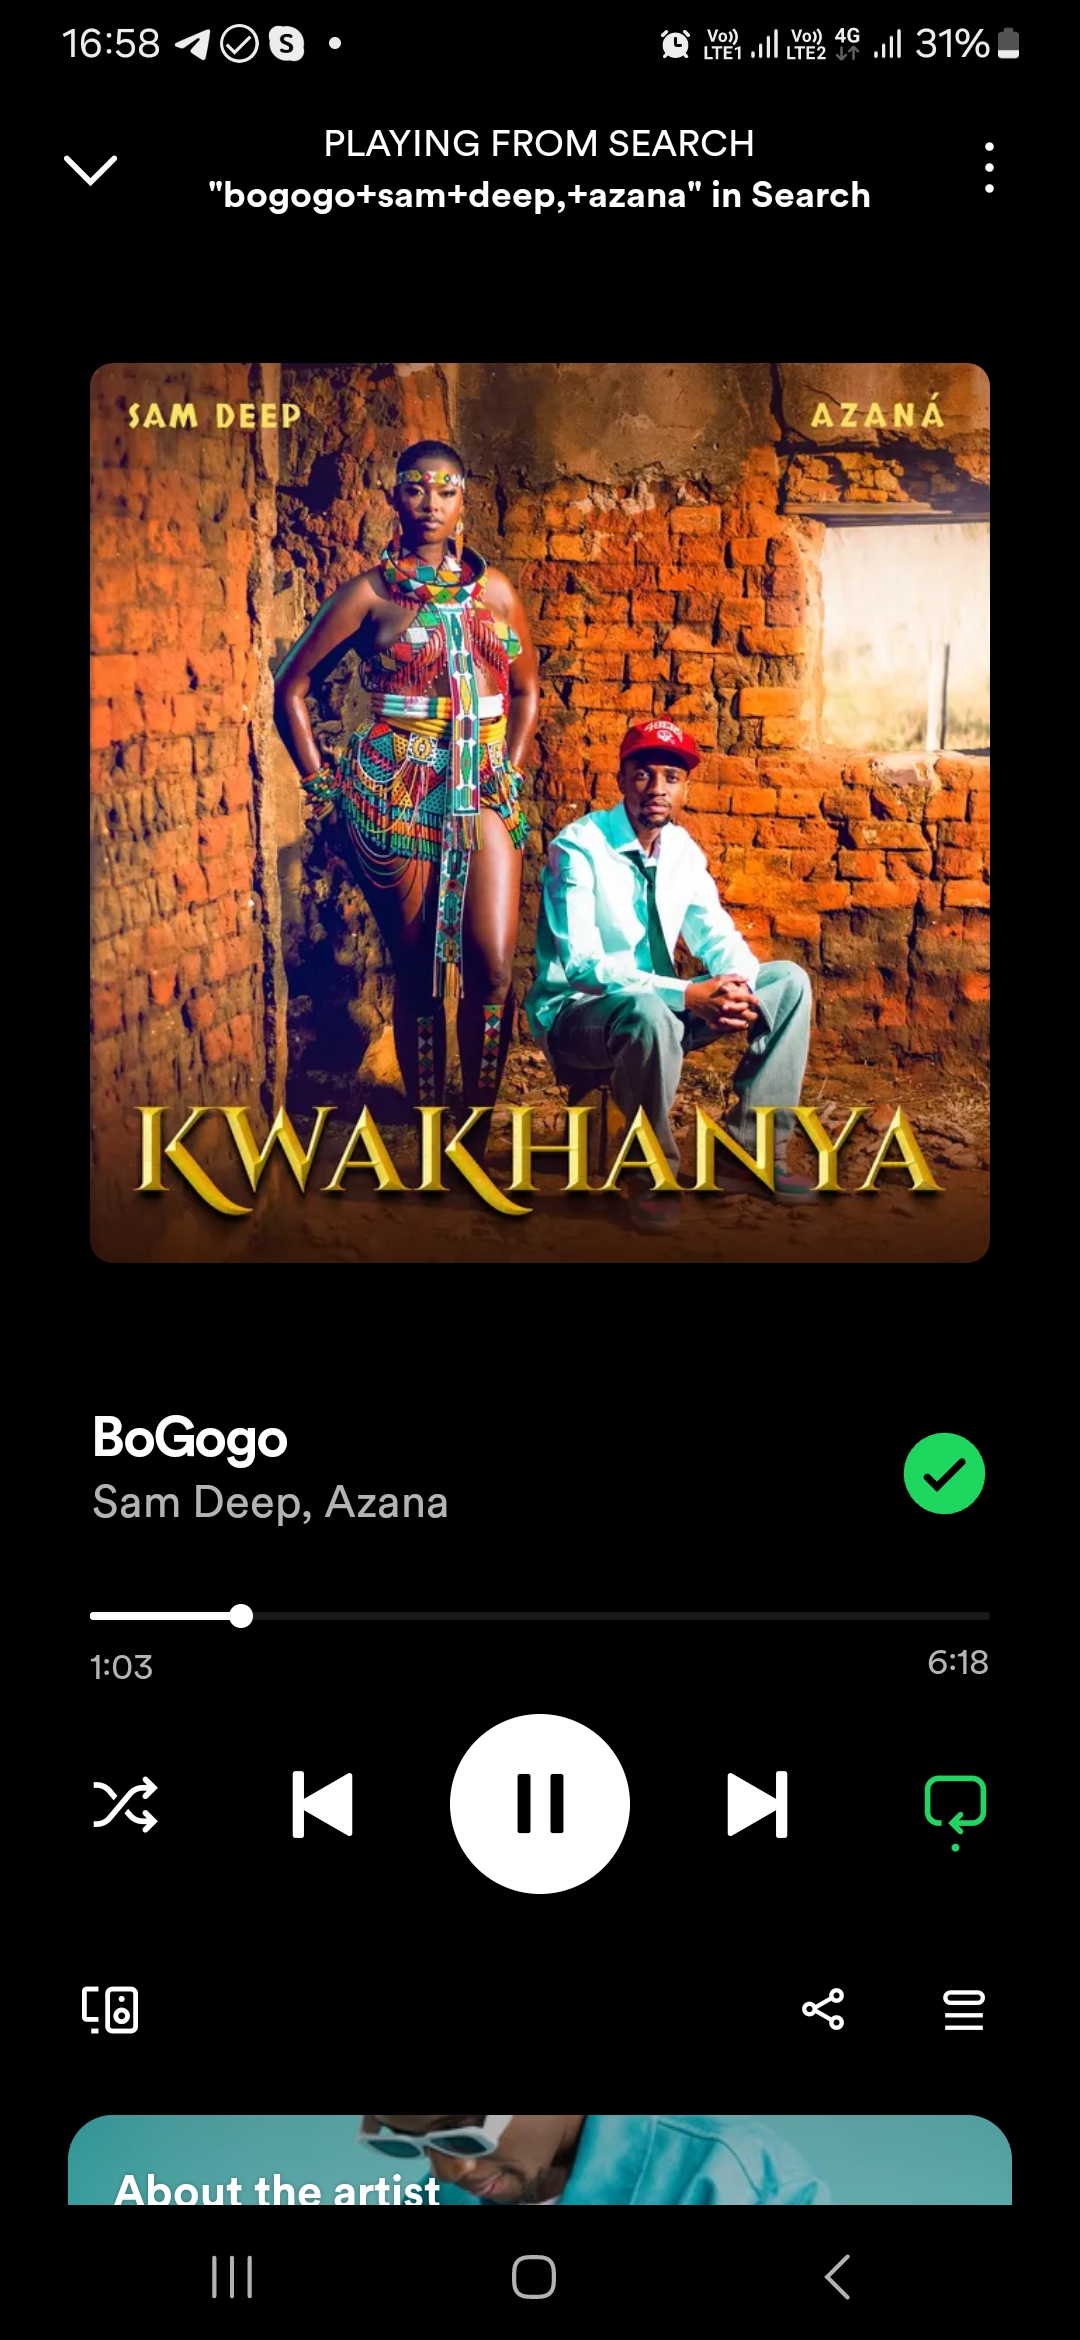 16:58
Vo)) LTE1 Vo)) LTE2 4G 31%
PLAYING FROM SEARCH
"bogogo+sam+deep,+azana" in Search
SAM DEEP
AZANÁ
KWAKHANYA
BoGogo
Sam Deep, Azana
1:03
6:18
About the artist